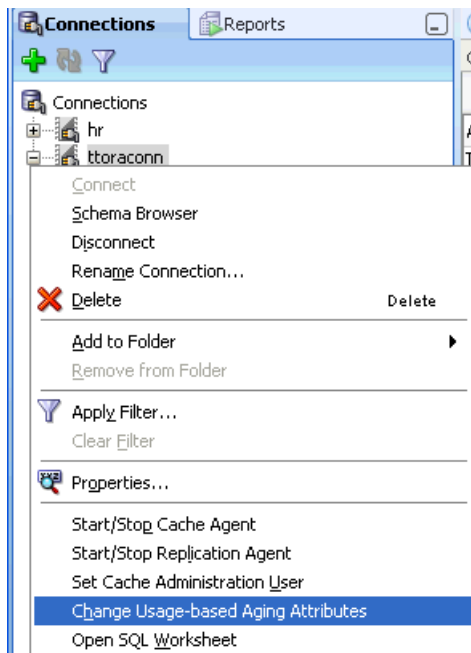 Connections Reports
Connections
hr
ttoraconn
Connect
Schema Browser
Disconnect
Rename Connection...
Delete Delete
Add to Folder
Remove from Folder
Apply Filter...
Clear Filter
Properties...
Start/Stop Cache Agent
Start/Stop Replication Agent
Set Cache Administration User
Change Usage-based Aging Attributes
Open SQL Worksheet